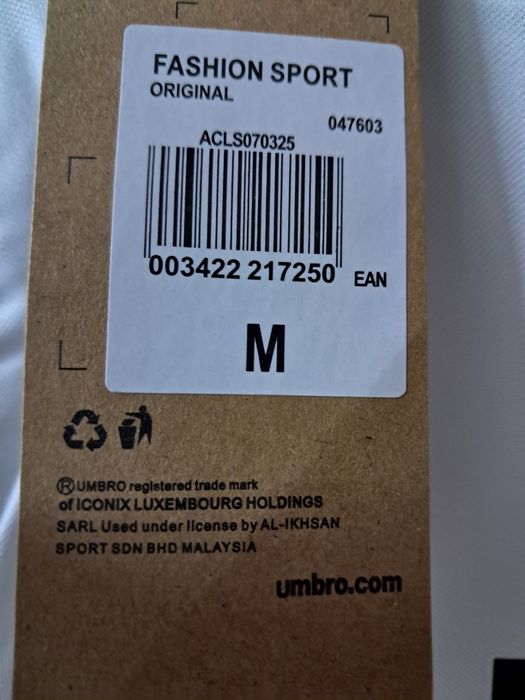 FASHION SPORT
ORIGINAL
047603
ACLS070325
003422 217250 EAN
M
®UMBRO registered trade mark
of ICONIX LUXEMBOURG HOLDINGS
SARL Used under license by AL-IKHSAN
SPORT SDN BHD MALAYSIA
umbro.com